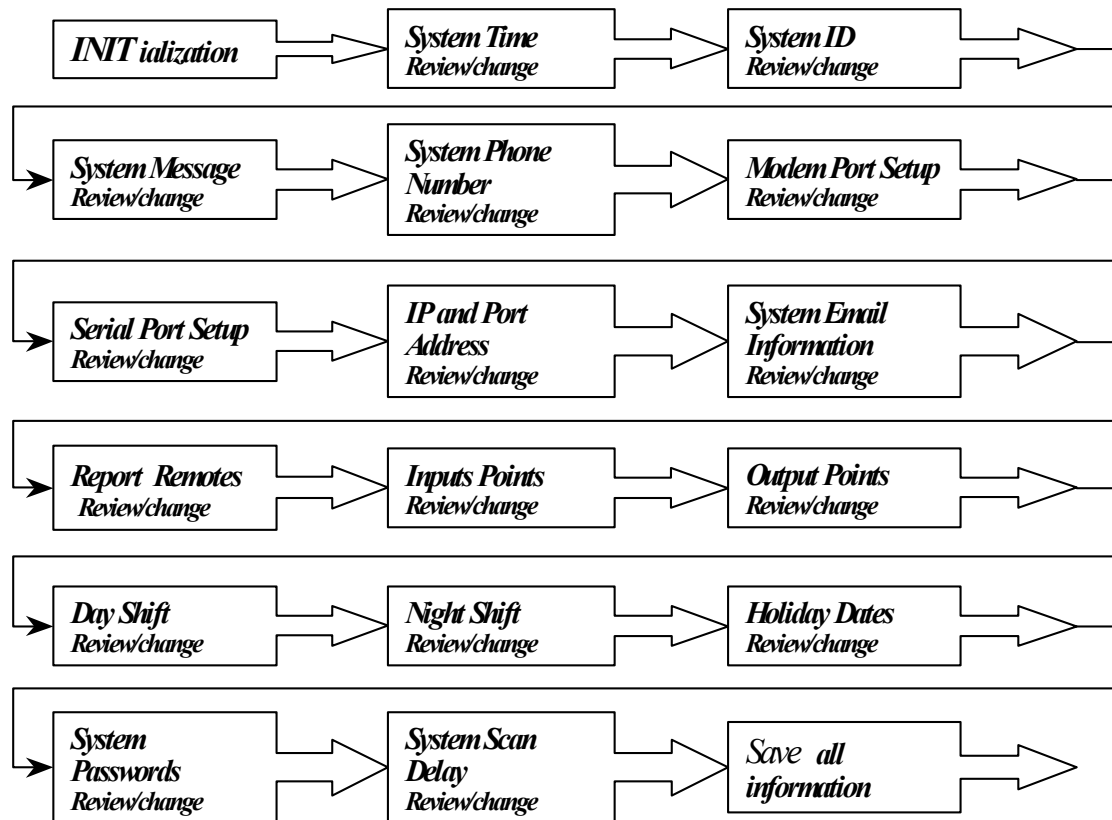 INIT ialization
System Time
Review/change
System ID
Review/change
System Message
Review/change
System Phone
Number
Review/change
Modem Port Setup
Review/change
Serial Port Setup
Review/change
IP and Port
Address
Review/change
System Email
Information
Review/change
Report Remotes
Review/change
Inputs Points
Review/change
Output Points
Review/change
Day Shift
Review/change
Night Shift
Review/change
Holiday Dates
Review/change
System
Passwords
Review/change
System Scan
Delay
Review/change
Save all
information